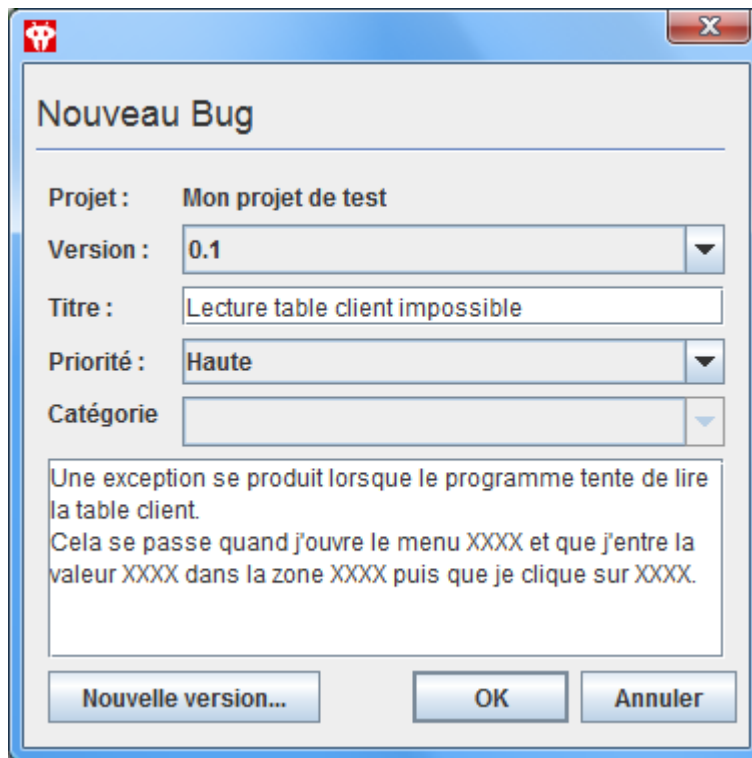 Nouveau Bug
Projet : Mon projet de test
Version : 0.1
Titre : Lecture table client impossible
Priorité : Haute
Catégorie
Une exception se produit lorsque le programme tente de lire
la table client.
Cela se passe quand j'ouvre le menu XXXX et que j'entre la
valeur XXXX dans la zone XXXX puis que je clique sur XXXX.
Nouvelle version... OK Annuler